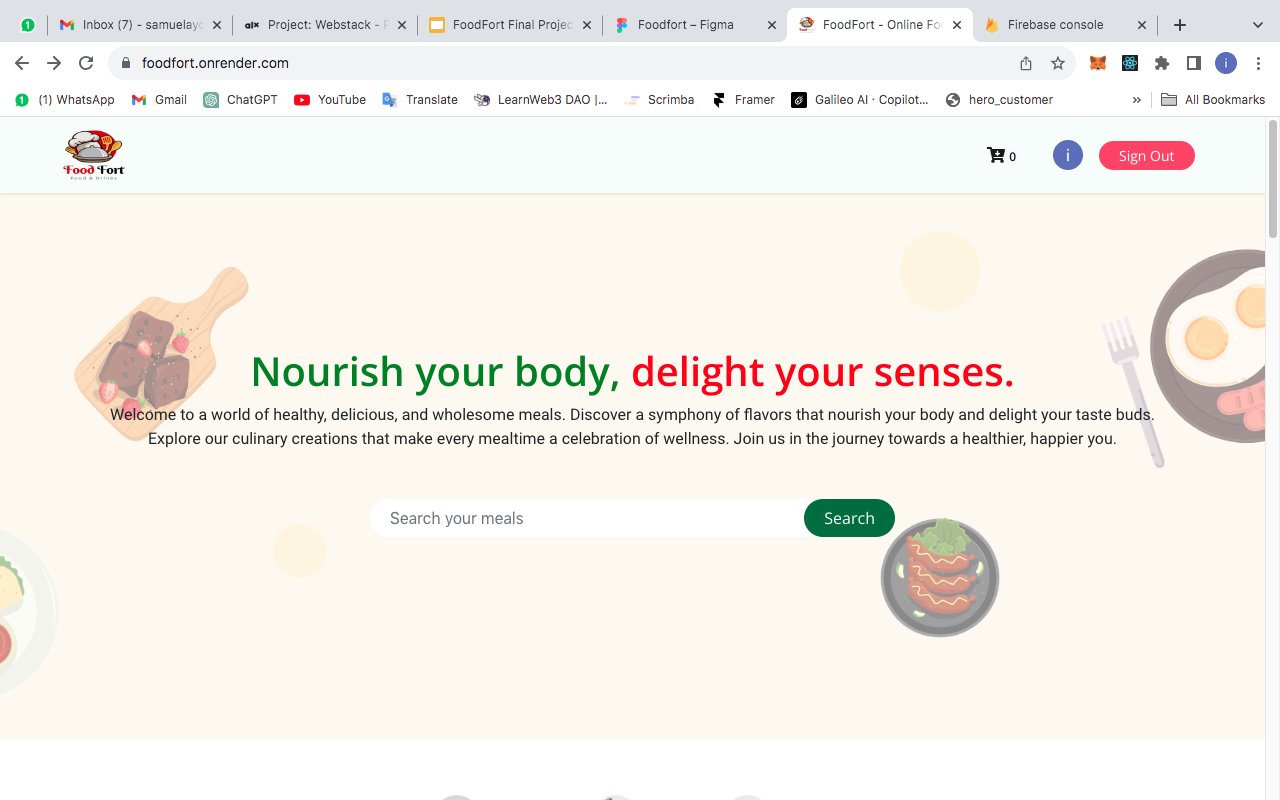 1
Inbox (7) - samuelayo
alx Project: Webstack - P
FoodFort Final Projec
Foodfort – Figma
FoodFort - Online Foo
Firebase console
foodfort.onrender.com
i
(1) WhatsApp
Gmail
ChatGPT
YouTube
Translate
LearnWeb3 DAO |...
Scrimba
Framer
Galileo AI · Copilot...
hero_customer
»
All Bookmarks
Food Fort
Food & Drinks
0
i
Sign Out
Nourish your body, delight your senses.
Welcome to a world of healthy, delicious, and wholesome meals. Discover a symphony of flavors that nourish your body and delight your taste buds.
Explore our culinary creations that make every mealtime a celebration of wellness. Join us in the journey towards a healthier, happier you.
Search your meals
Search